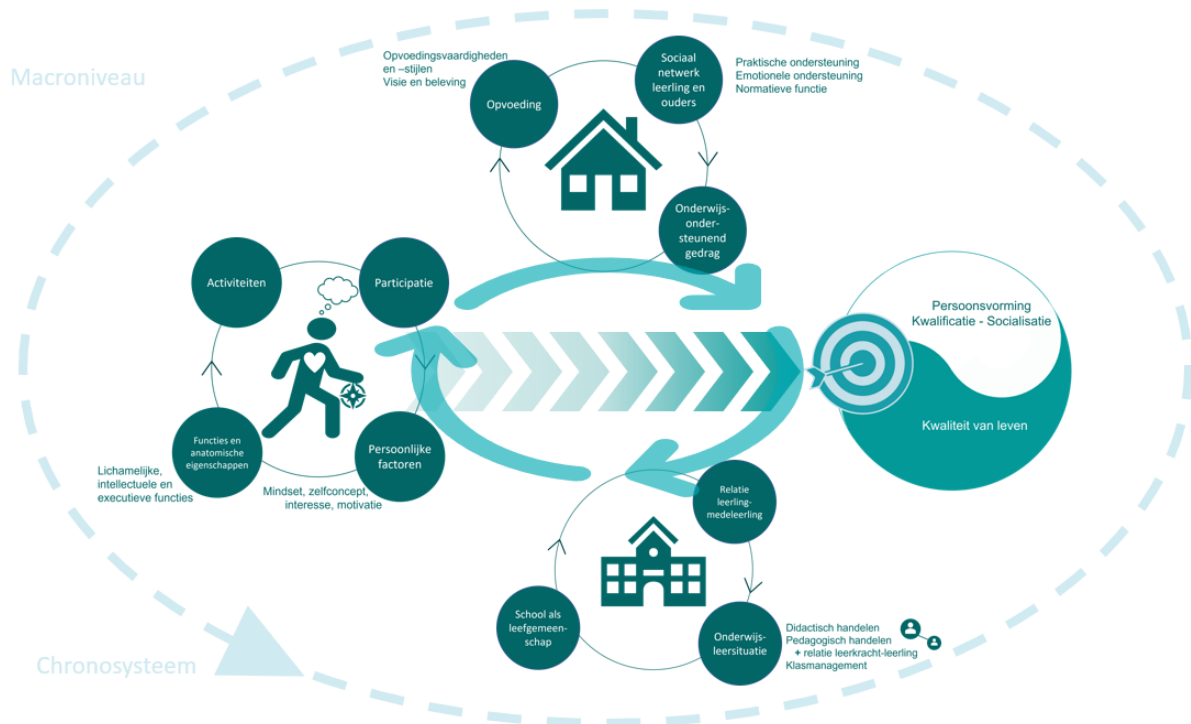 Macroniveau
Opvoedingsvaardigheden
en –stijlen
Visie en beleving
Opvoeding
Sociaal
netwerk
leerling en
ouders
Praktische ondersteuning
Emotionele ondersteuning
Normatieve functie
Onderwijs-
onder-
steunend
gedrag
Activiteiten
Participatie
Functies en
anatomische
eigenschappen
Persoonlijke
factoren
Lichamelijke,
intellectuele en
executieve functies
Mindset, zelfconcept,
interesse, motivatie
Persoonsvorming
Kwalificatie - Socialisatie
Kwaliteit van leven
Relatie
leerling-
medeleerling
School als
leefgemeen-
schap
Onderwijs-
leersituatie
Didactisch handelen
Pedagogisch handelen
+ relatie leerkracht-leerling
Klasmanagement
Chronosysteem